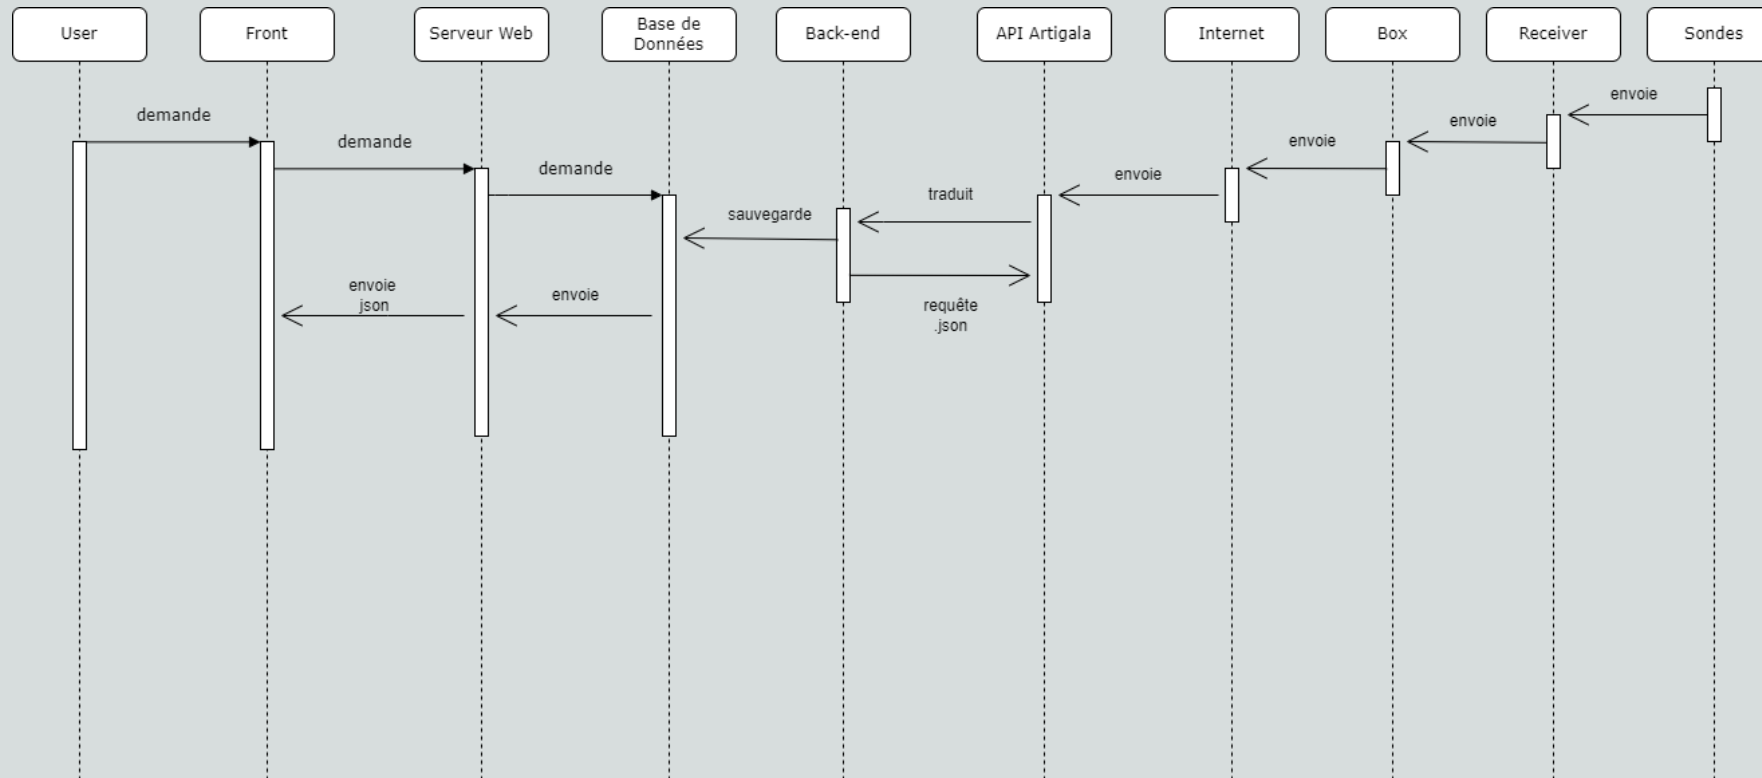 User
Front
Serveur Web
Base de
Données
Back-end
API Artigala
Internet
Box
Receiver
Sondes
demande
demande
demande
sauvegarde
traduit
envoie
envoie
envoie
envoie
envoie
json
envoie
requête
.json